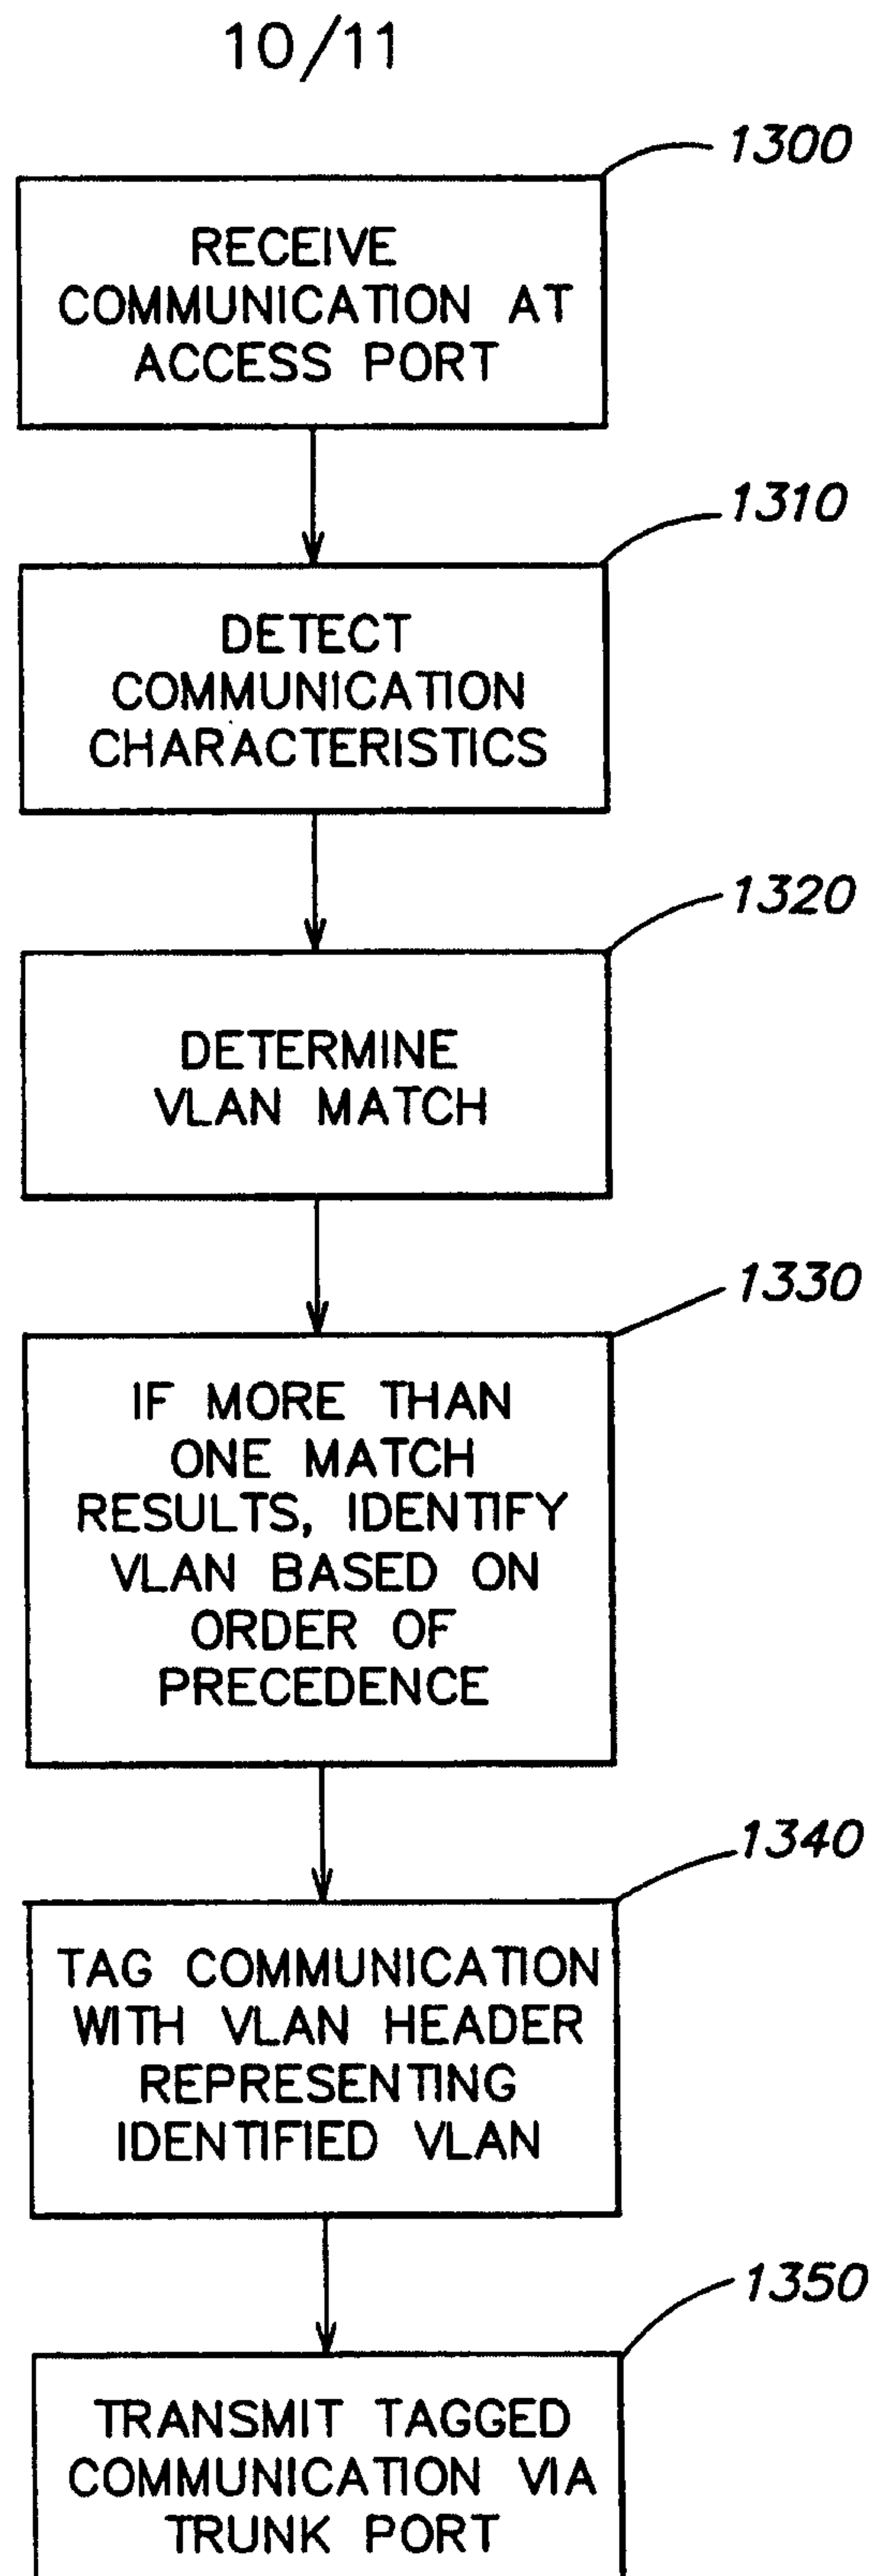 10/11
1300
RECEIVE
COMMUNICATION AT
ACCESS PORT
1310
DETECT
COMMUNICATION
CHARACTERISTICS
1320
DETERMINE
VLAN MATCH
1330
IF MORE THAN
ONE MATCH
RESULTS, IDENTIFY
VLAN BASED ON
ORDER OF
PRECEDENCE
1340
TAG COMMUNICATION
WITH VLAN HEADER
REPRESENTING
IDENTIFIED VLAN
1350
TRANSMIT TAGGED
COMMUNICATION VIA
TRUNK PORT